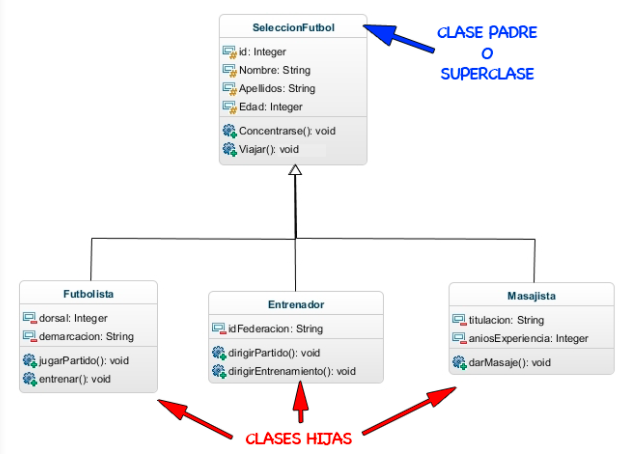 SeleccionFutbol
id: Integer
Nombre: String
Apellidos: String
Edad: Integer
Concentrarse(): void
Viajar(): void
CLASE PADRE
O
SUPERCLASE
Futbolista
dorsal: Integer
demarcacion: String
jugarPartido(): void
entrenar(): void
Entrenador
idFederacion: String
dirigirPartido(): void
dirigirEntrenamiento(): void
Masajista
titulacion: String
aniosExperiencia: Integer
darMasaje(): void
CLASES HIJAS